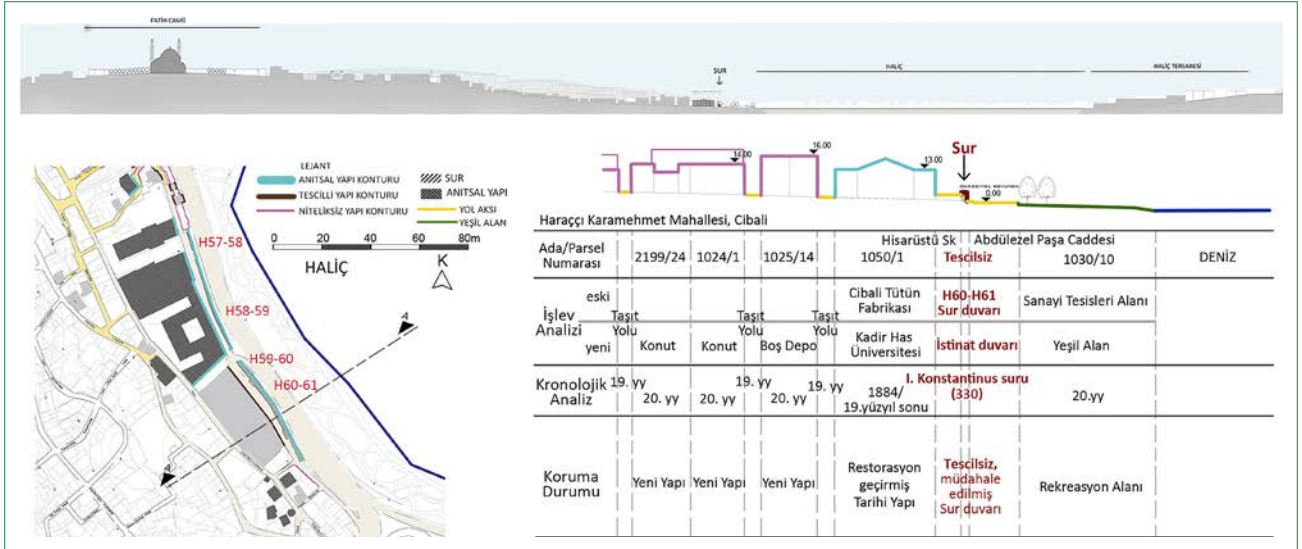 FATİH CAMİİ
SUR
HALİÇ
HALİÇ TERSANESİ
LEJANT
ANITSAL YAPI KONTURU
SUR
TESCİLLİ YAPI KONTURU
ANITSAL YAPI
NİTELİKSİZ YAPI KONTURU
YOL AKSI
YEŞİL ALAN
0 20 40 60 80m
HALİÇ
K
H57-58
H58-59
H59-60
H60-61
4
4
Sur
14.00
16.00
13.00
0.00
Haraççı Karamehmet Mahallesi, Cibali
Ada/Parsel Numarası
2199/24 1024/1 1025/14 1050/1
Hisarüstü Sk
Tescilsiz
Abdülezel Paşa Caddesi
1030/10
DENİZ
İşlev Analizi
eski
Taşıt Yolu
Taşıt Yolu
Taşıt Yolu
Cibali Tütün Fabrikası
H60-H61 Sur duvarı
Sanayi Tesisleri Alanı
yeni
Konut Konut Boş Depo
Kadir Has Üniversitesi
İstinat duvarı
Yeşil Alan
Kronolojik Analiz
19. yy
20. yy
20. yy
19. yy
20. yy
19. yy
1884/
19.yüzyıl sonu
I. Konstantinus suru
(330)
20.yy
Koruma Durumu
Yeni Yapı Yeni Yapı Yeni Yapı
Restorasyon geçirmiş Tarihi Yapı
Tescilsiz, müdahale edilmiş Sur duvarı
Rekreasyon Alanı